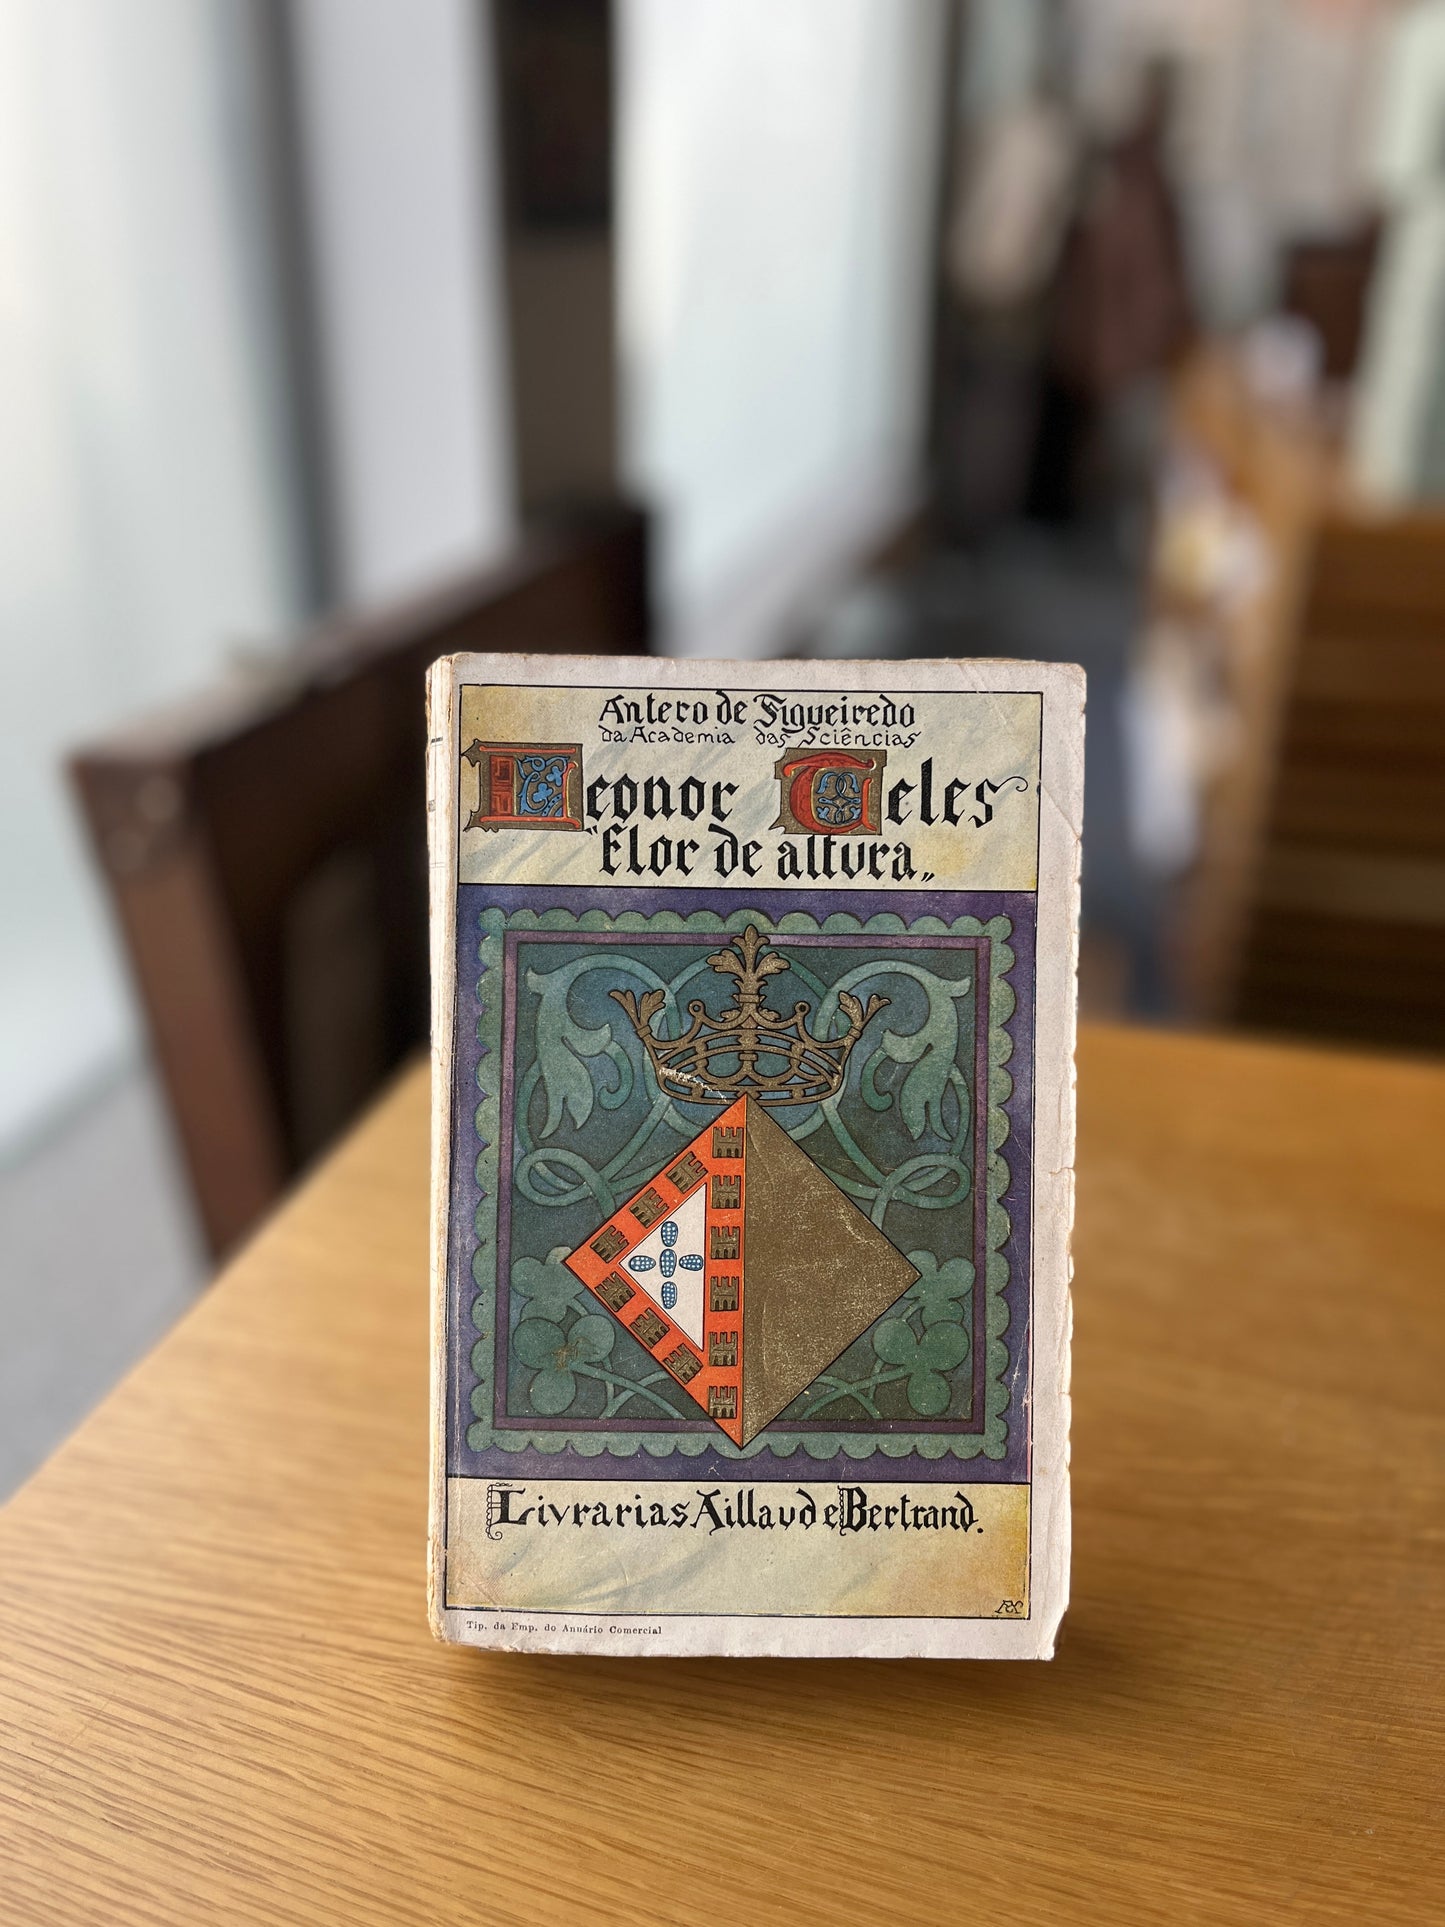 Antero de Figueiredo
da Academia das Sciências
Leonor Teles
"Flor de altura„
Livrarias Aillaud e Bertrand.
Tip. da Emp. do Anuário Comercial